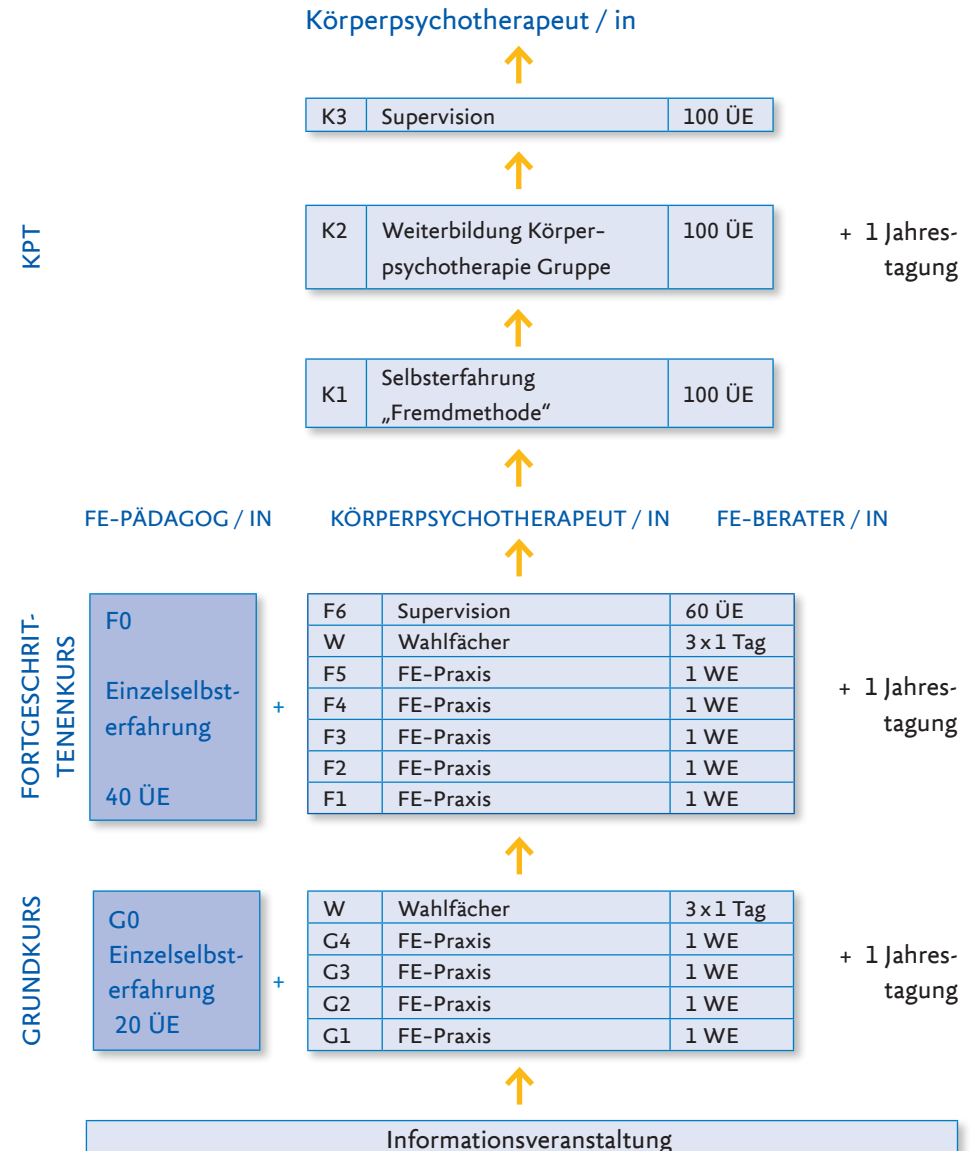 Körperpsychotherapeut / in
K3 Supervision 100 ÜE
KPT
K2 Weiterbildung Körper- 100 ÜE
psychotherapie Gruppe
+ 1 Jahres-
tagung
K1 Selbsterfahrung 100 ÜE
„Fremdmethode“
FE-PÄDAGOG / IN KÖRPERPSYCHOTHERAPEUT / IN FE-BERATER / IN
FORTGESCHRIT-
TENENKURS
F0
Einzelselbst-
erfahrung
40 ÜE
+
F6 Supervision 60 ÜE
W Wahlfächer 3 x 1 Tag
F5 FE-Praxis 1 WE
F4 FE-Praxis 1 WE
F3 FE-Praxis 1 WE
F2 FE-Praxis 1 WE
F1 FE-Praxis 1 WE
+ 1 Jahres-
tagung
GRUNDKURS
G0
Einzelselbst-
erfahrung
20 ÜE
+
W Wahlfächer 3 x 1 Tag
G4 FE-Praxis 1 WE
G3 FE-Praxis 1 WE
G2 FE-Praxis 1 WE
G1 FE-Praxis 1 WE
+ 1 Jahres-
tagung
Informationsveranstaltung